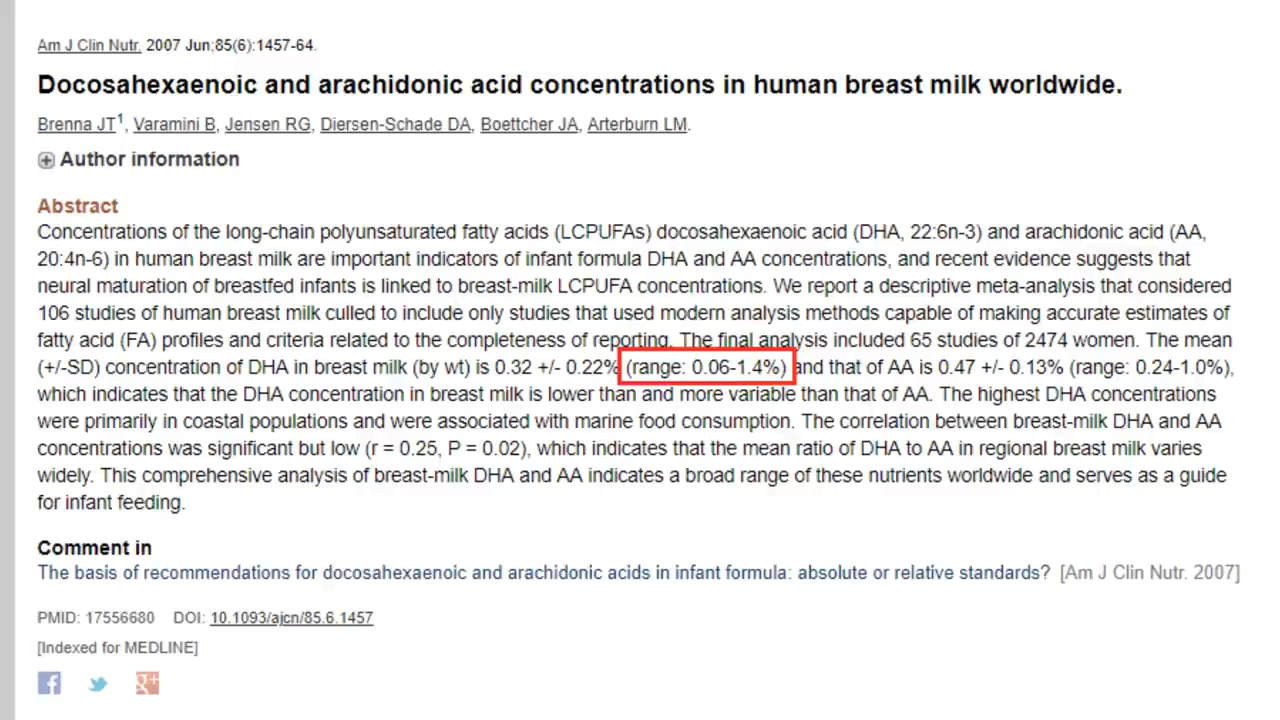 Am J Clin Nutr. 2007 Jun;85(6):1457-64.
Docosahexaenoic and arachidonic acid concentrations in human breast milk worldwide.
Brenna JT1, Varamini B, Jensen RG, Diersen-Schade DA, Boettcher JA, Arterburn LM.
Author information
Abstract
Concentrations of the long-chain polyunsaturated fatty acids (LCPUFAs) docosahexaenoic acid (DHA, 22:6n-3) and arachidonic acid (AA,
20:4n-6) in human breast milk are important indicators of infant formula DHA and AA concentrations, and recent evidence suggests that
neural maturation of breastfed infants is linked to breast-milk LCPUFA concentrations. We report a descriptive meta-analysis that considered
106 studies of human breast milk culled to include only studies that used modern analysis methods capable of making accurate estimates of
fatty acid (FA) profiles and criteria related to the completeness of reporting. The final analysis included 65 studies of 2474 women. The mean
(+/-SD) concentration of DHA in breast milk (by wt) is 0.32 +/- 0.22% (range: 0.06-1.4%) and that of AA is 0.47 +/- 0.13% (range: 0.24-1.0%),
which indicates that the DHA concentration in breast milk is lower than and more variable than that of AA. The highest DHA concentrations
were primarily in coastal populations and were associated with marine food consumption. The correlation between breast-milk DHA and AA
concentrations was significant but low (r = 0.25, P = 0.02), which indicates that the mean ratio of DHA to AA in regional breast milk varies
widely. This comprehensive analysis of breast-milk DHA and AA indicates a broad range of these nutrients worldwide and serves as a guide
for infant feeding.
Comment in
The basis of recommendations for docosahexaenoic and arachidonic acids in infant formula: absolute or relative standards? [Am J Clin Nutr. 2007]
PMID: 17556680 DOI: 10.1093/ajcn/85.6.1457
[Indexed for MEDLINE]